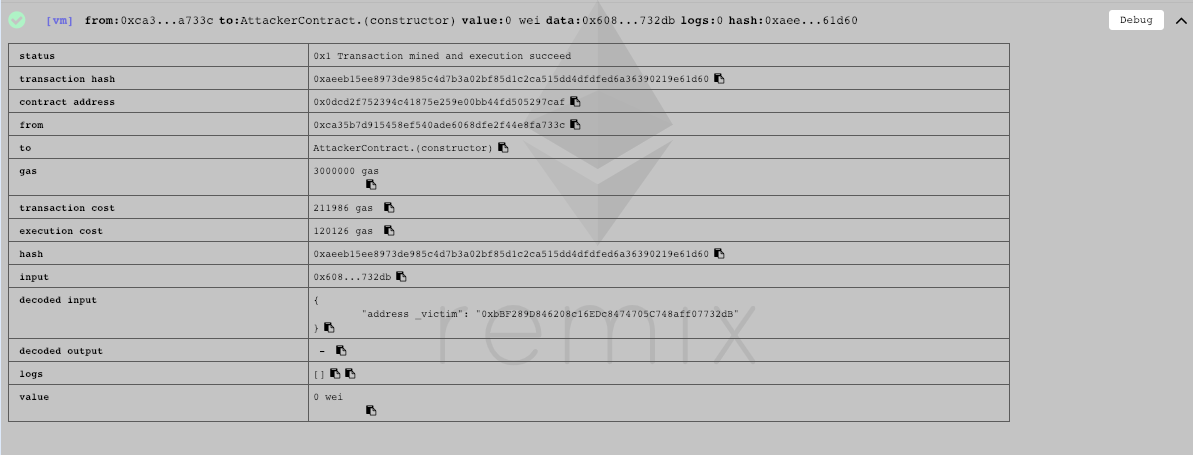 [vm] from:0xca3...a733c to:AttackerContract.(constructor) value:0 wei data:0x608...732db logs:0 hash:0xaee...61d60 Debug
status 0x1 Transaction mined and execution succeed
transaction hash 0xaeeb15ee8973de985c4d7b3a02bf85d1c2ca515dd4dfdfed6a36390219e61d60
contract address 0x0dcd2f752394c41875e259e00bb44fd505297caf
from 0xca35b7d915458ef540ade6068dfe2f44e8fa733c
to AttackerContract.(constructor)
gas 3000000 gas
transaction cost 211986 gas
execution cost 120126 gas
hash 0xaeeb15ee8973de985c4d7b3a02bf85d1c2ca515dd4dfdfed6a36390219e61d60
input 0x608...732db
decoded input {
"address _victim": "0xbBF289D846208c16EDc8474705C748aff07732dB"
}
decoded output -
logs []
value 0 wei
remix